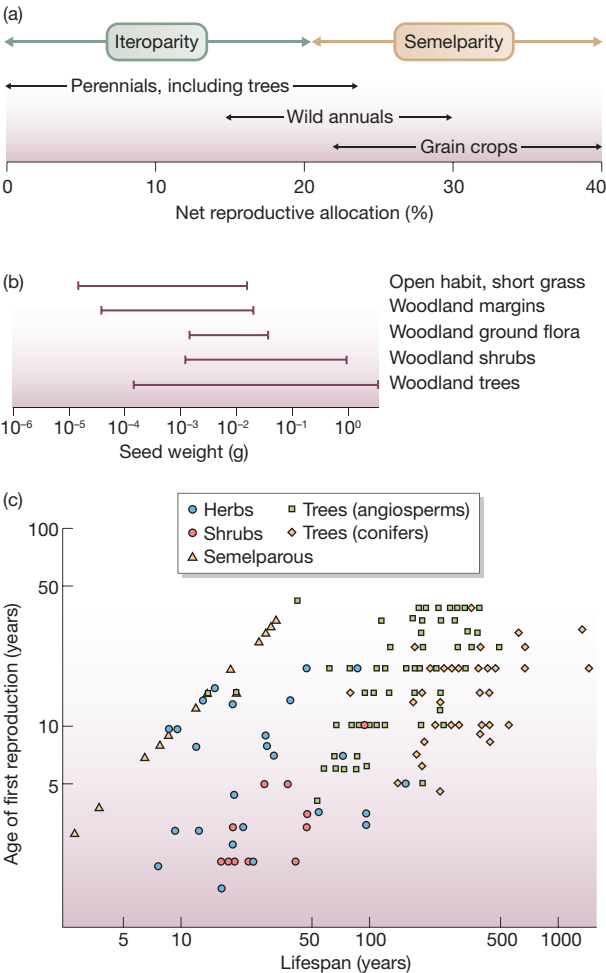 (a)
Iteroparity Semelparity
Perennials, including trees
Wild annuals
Grain crops
0 10 20 30 40
Net reproductive allocation (%)
(b)
Open habit, short grass
Woodland margins
Woodland ground flora
Woodland shrubs
Woodland trees
10⁻⁶ 10⁻⁵ 10⁻⁴ 10⁻³ 10⁻² 10⁻¹ 10⁰
Seed weight (g)
(c)
Herbs Trees (angiosperms)
Shrubs Trees (conifers)
Semelparous
100
50
10
5
Age of first reproduction (years)
5 10 50 100 500 1000
Lifespan (years)